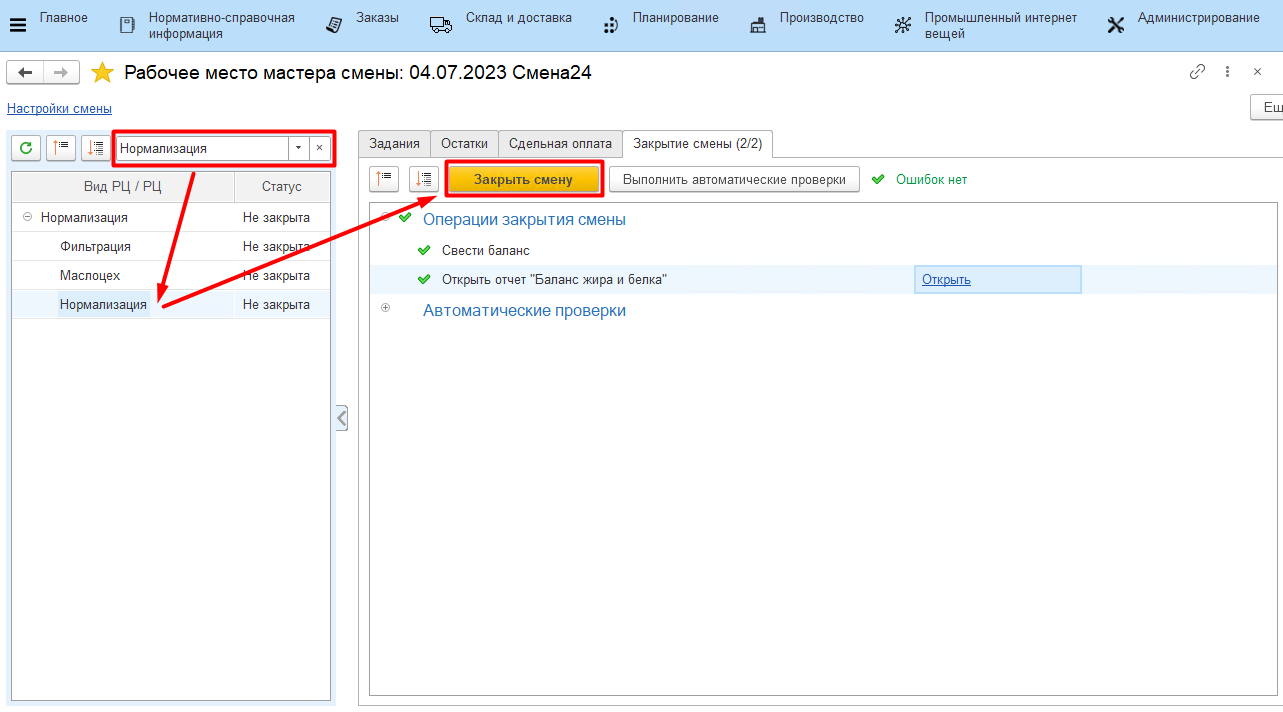 Главное
Нормативно-справочная
информация
Заказы
Склад и доставка
Планирование
Производство
Промышленный интернет
вещей
Администрирование
Рабочее место мастера смены: 04.07.2023 Смена24
Настройки смены
Ещ
Нормализация
Вид РЦ / РЦ Статус
Нормализация Не закрыта
Фильтрация Не закрыта
Маслоцех Не закрыта
Нормализация Не закрыта
Задания Остатки Сдельная оплата Закрытие смены (2/2)
Закрыть смену Выполнить автоматические проверки Ошибок нет
Операции закрытия смены
Свести баланс
Открыть отчет "Баланс жира и белка" Открыть
Автоматические проверки